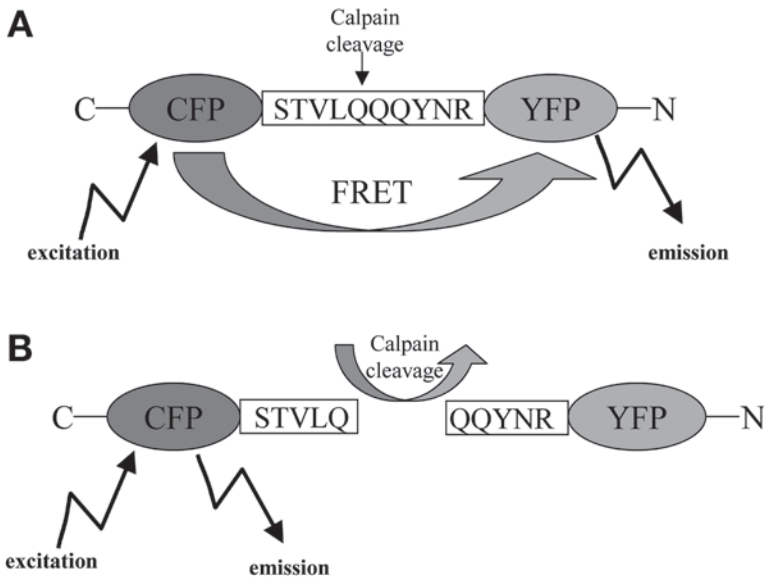 A
Calpain
cleavage
C CFP STVLQQQYNR YFP N
FRET
excitation
emission
B
Calpain
cleavage
C CFP STVLQ QQYNR YFP N
excitation
emission